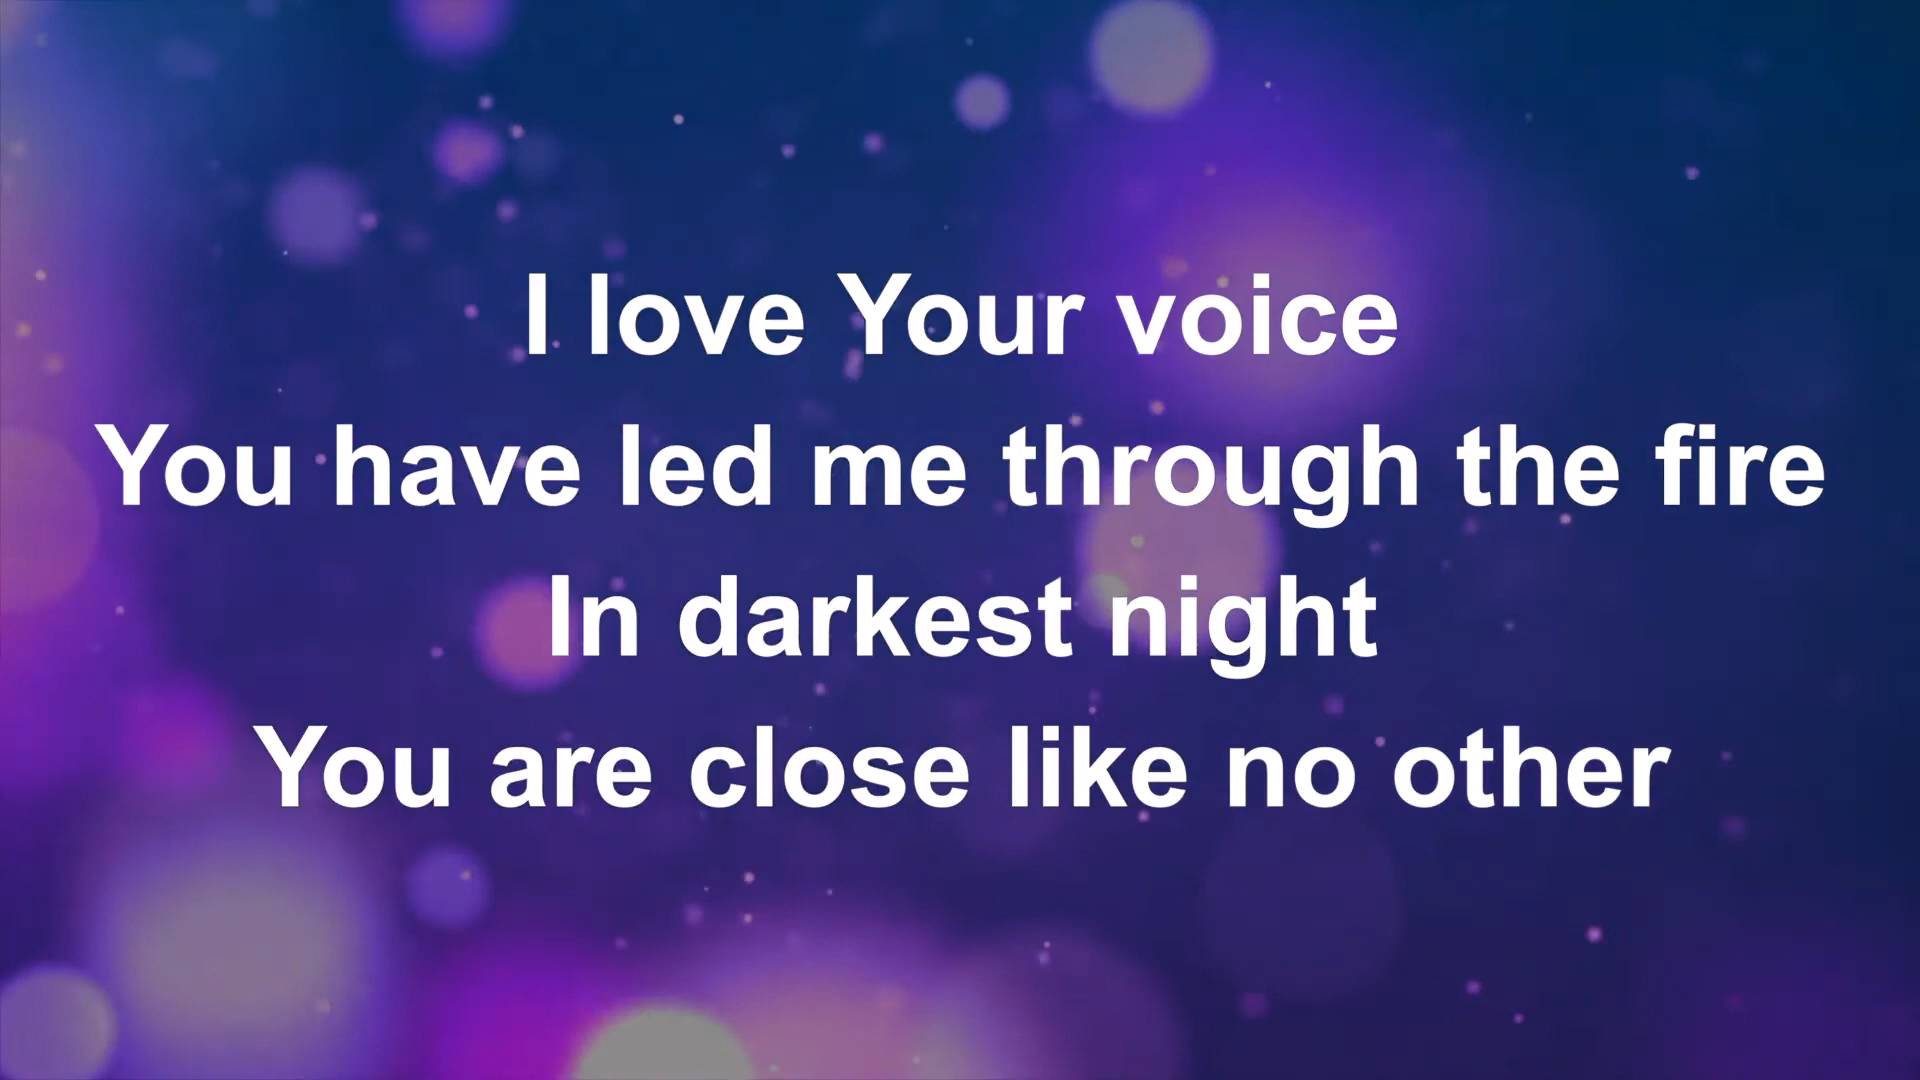 I love Your voice
You have led me through the fire
In darkest night
You are close like no other